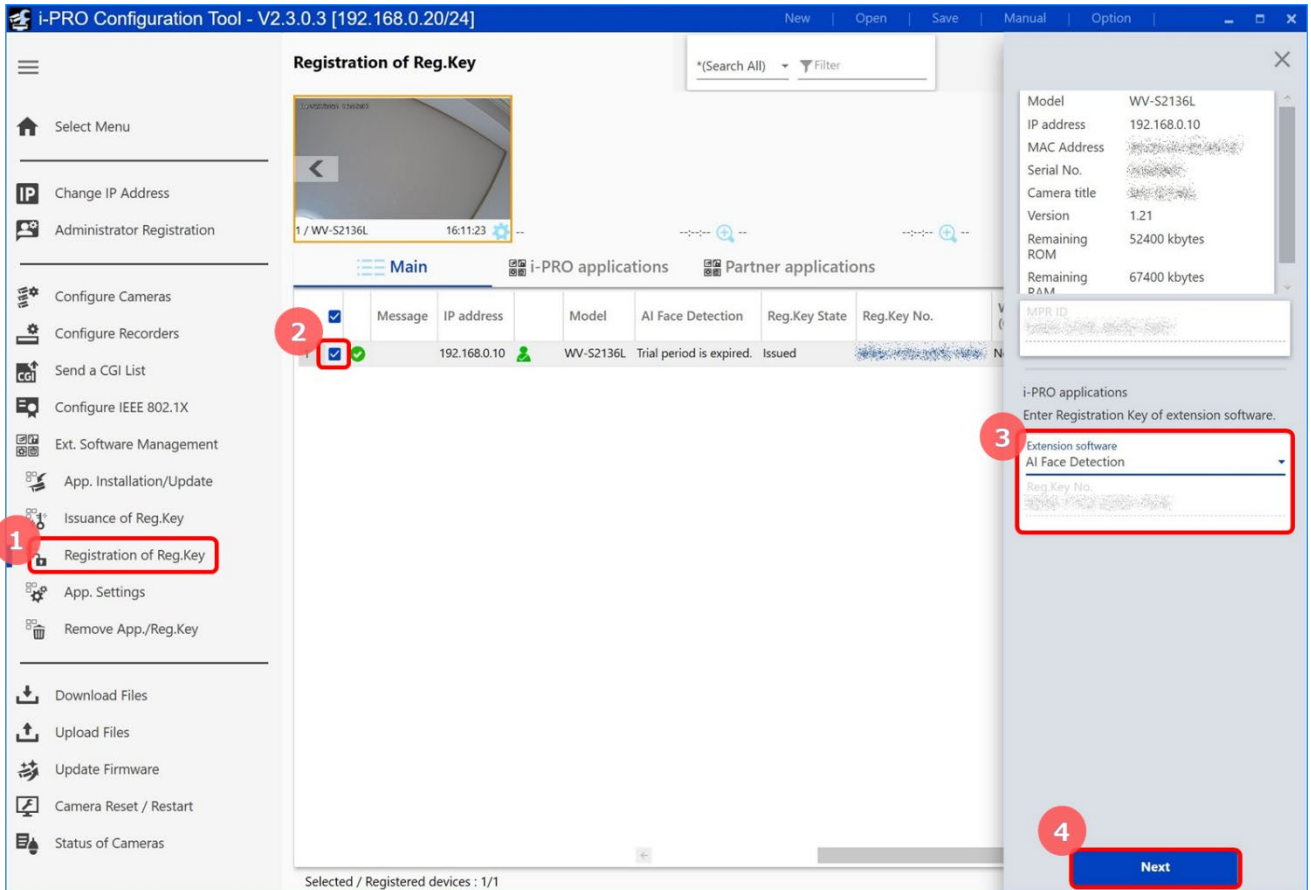 i-PRO Configuration Tool - V2.3.0.3 [192.168.0.20/24]
New | Open | Save | Manual | Option |
Select Menu
IP Change IP Address
Administrator Registration
Configure Cameras
Configure Recorders
CGI Send a CGI List
Configure IEEE 802.1X
Ext. Software Management
App. Installation/Update
Issuance of Reg.Key
1
Registration of Reg.Key
App. Settings
Remove App./Reg.Key
Download Files
Upload Files
Update Firmware
Camera Reset / Restart
Status of Cameras
Registration of Reg.Key
*(Search All) Filter
1 / WV-S2136L 16:11:23 --
--:--:-- --
--:--:-- --
Main i-PRO applications Partner applications
Message IP address Model AI Face Detection Reg.Key State Reg.Key No.
2
1 192.168.0.10 WV-S2136L Trial period is expired. Issued
Selected / Registered devices : 1/1
Model WV-S2136L
IP address 192.168.0.10
MAC Address
Serial No.
Camera title
Version 1.21
Remaining ROM 52400 kbytes
Remaining RAM 67400 kbytes
MPR ID
i-PRO applications
Enter Registration Key of extension software.
3
Extension software
AI Face Detection
Reg.Key No.
4
Next